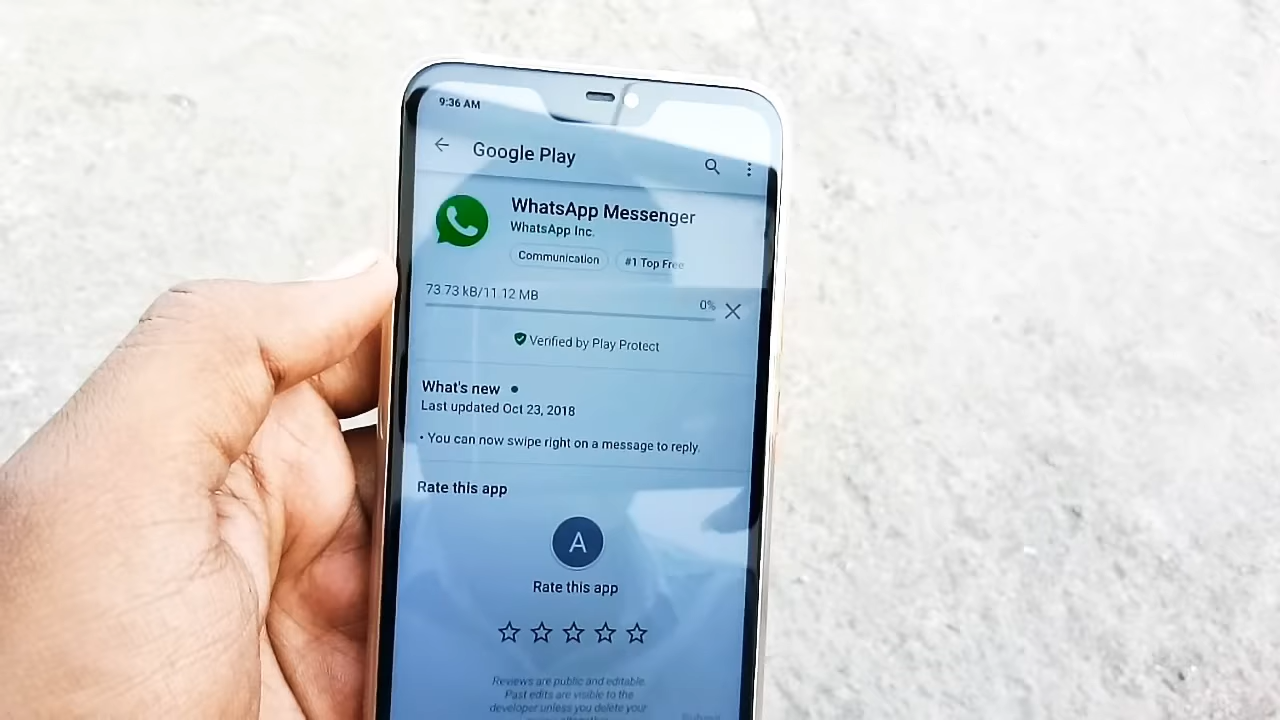 9:36 AM
Google Play
WhatsApp Messenger
WhatsApp Inc.
Communication
#1 Top Free
73.73 kB/11.12 MB
0%
Verified by Play Protect
What's new
Last updated Oct 23, 2018
• You can now swipe right on a message to reply.
Rate this app
A
Rate this app
Reviews are public and editable.
Past edits are visible to the
developer unless you delete your